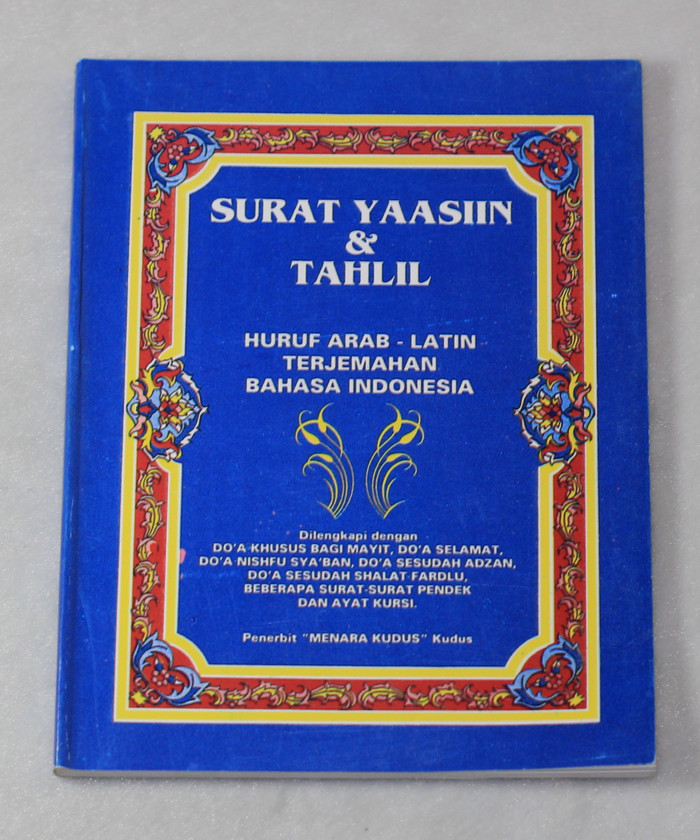 SURAT YAASIIN
&
TAHLIL
HURUF ARAB - LATIN
TERJEMAHAN
BAHASA INDONESIA
Dilengkapi dengan
DO'A KHUSUS BAGI MAYIT, DO'A SELAMAT,
DO'A NISHFU SYA'BAN, DO'A SESUDAH ADZAN,
DO'A SESUDAH SHALAT FARDLU,
BEBERAPA SURAT-SURAT PENDEK
DAN AYAT KURSI.
Penerbit "MENARA KUDUS" Kudus